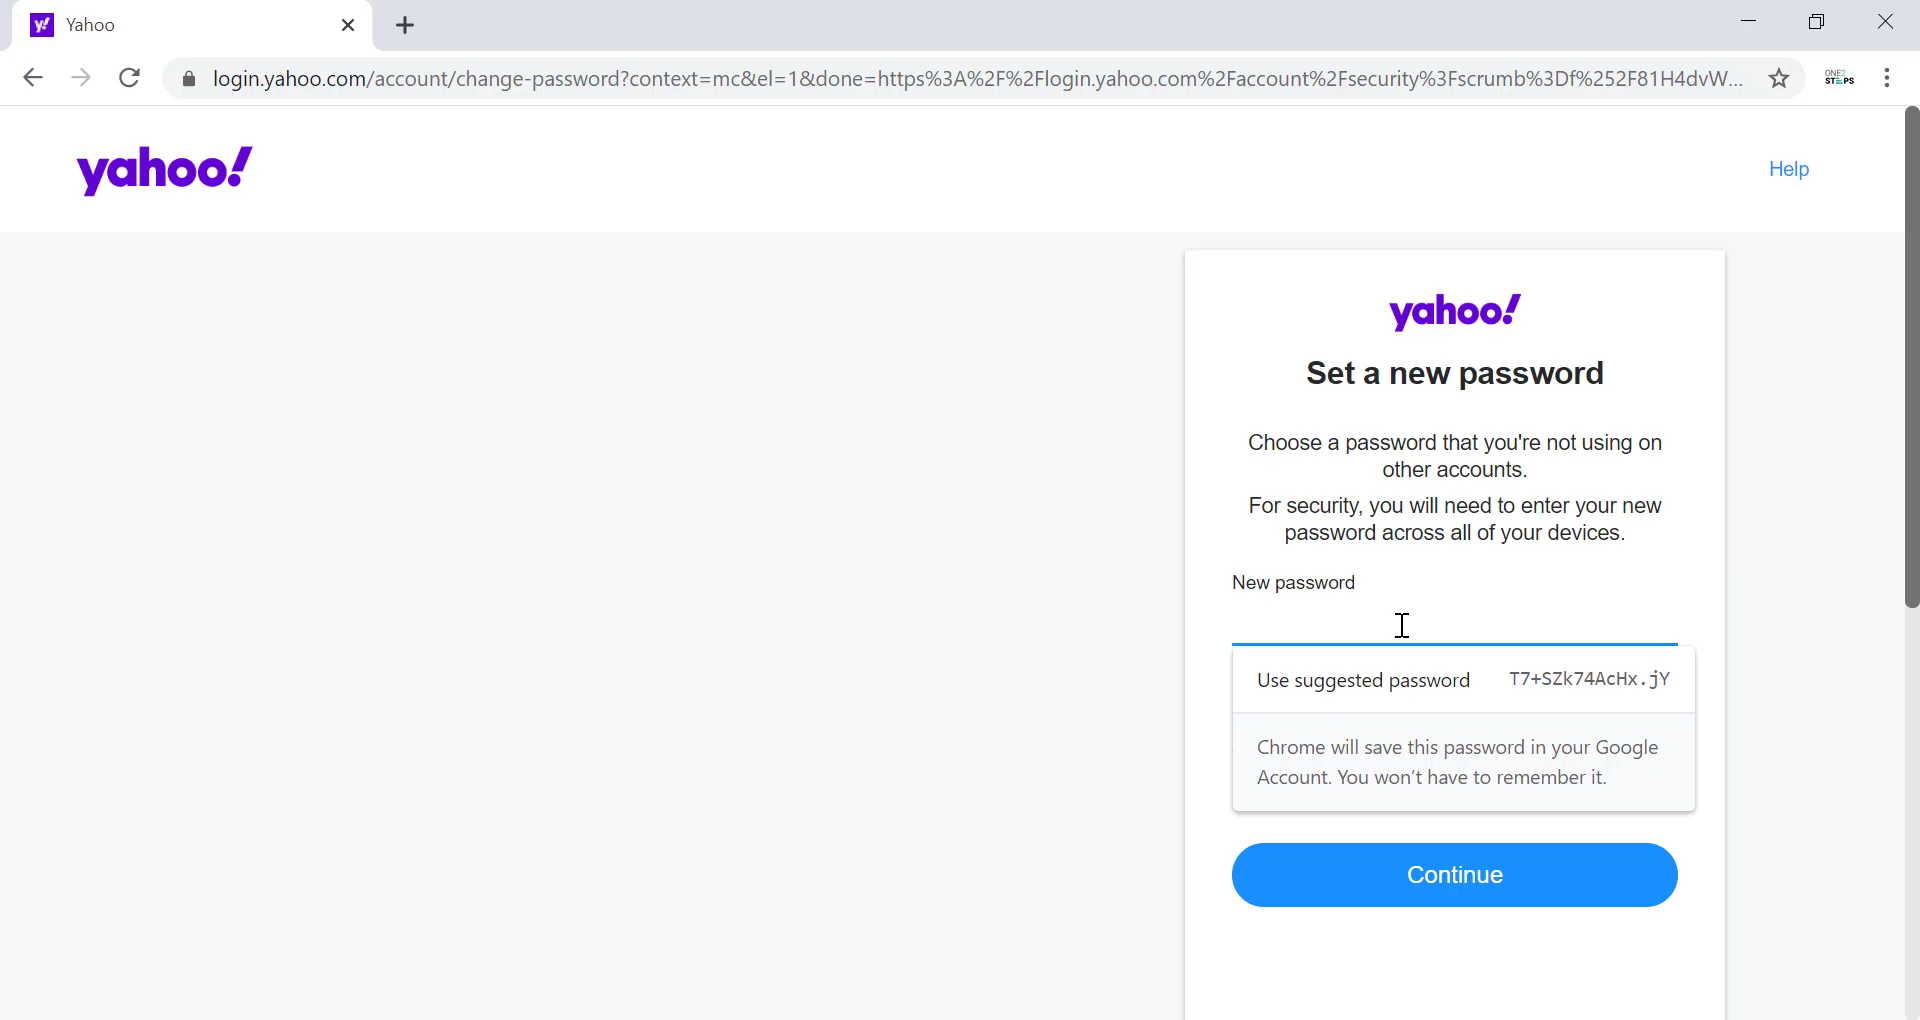 Yahoo
login.yahoo.com/account/change-password?context=mc&el=1&done=https%3A%2F%2Flogin.yahoo.com%2Faccount%2Fsecurity%3Fscrumb%3Df%252F81H4dvW...
ONE2
STEPS
yahoo!
Help
yahoo!
Set a new password
Choose a password that you're not using on
other accounts.
For security, you will need to enter your new
password across all of your devices.
New password
Use suggested password T7+SZk74AcHx.jY
Chrome will save this password in your Google
Account. You won't have to remember it.
Continue